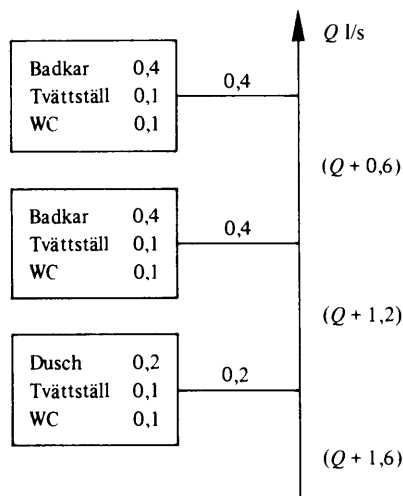 Q l/s
Badkar 0,4
Tvättställ 0,1
WC 0,1
0,4
(Q + 0,6)
Badkar 0,4
Tvättställ 0,1
WC 0,1
0,4
(Q + 1,2)
Dusch 0,2
Tvättställ 0,1
WC 0,1
0,2
(Q + 1,6)